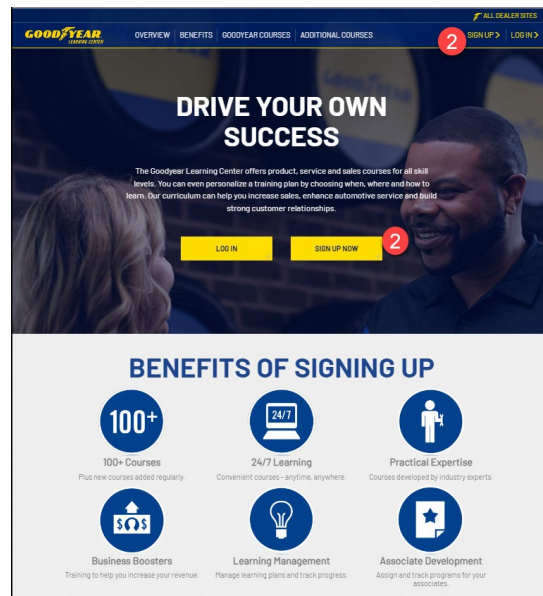 ALL DEALER SITES
GOODYEAR
LEARNING CENTER
OVERVIEW BENEFITS GOODYEAR COURSES ADDITIONAL COURSES
2 SIGN UP > LOG IN >
DRIVE YOUR OWN
SUCCESS
The Goodyear Learning Center offers product, service and sales courses for all skill
levels. You can even personalize a training plan by choosing when, where and how to
learn. Our curriculum can help you increase sales, enhance automotive service and build
strong customer relationships.
LOG IN SIGN UP NOW 2
BENEFITS OF SIGNING UP
100+ 24/7
100+ Courses 24/7 Learning Practical Expertise
Plus new courses added regularly. Convenient courses - anytime, anywhere. Courses developed by industry experts.
$ $
Business Boosters Learning Management Associate Development
Training to help you increase your revenue. Manage learning plans and track progress. Assign and track programs for your
associates.